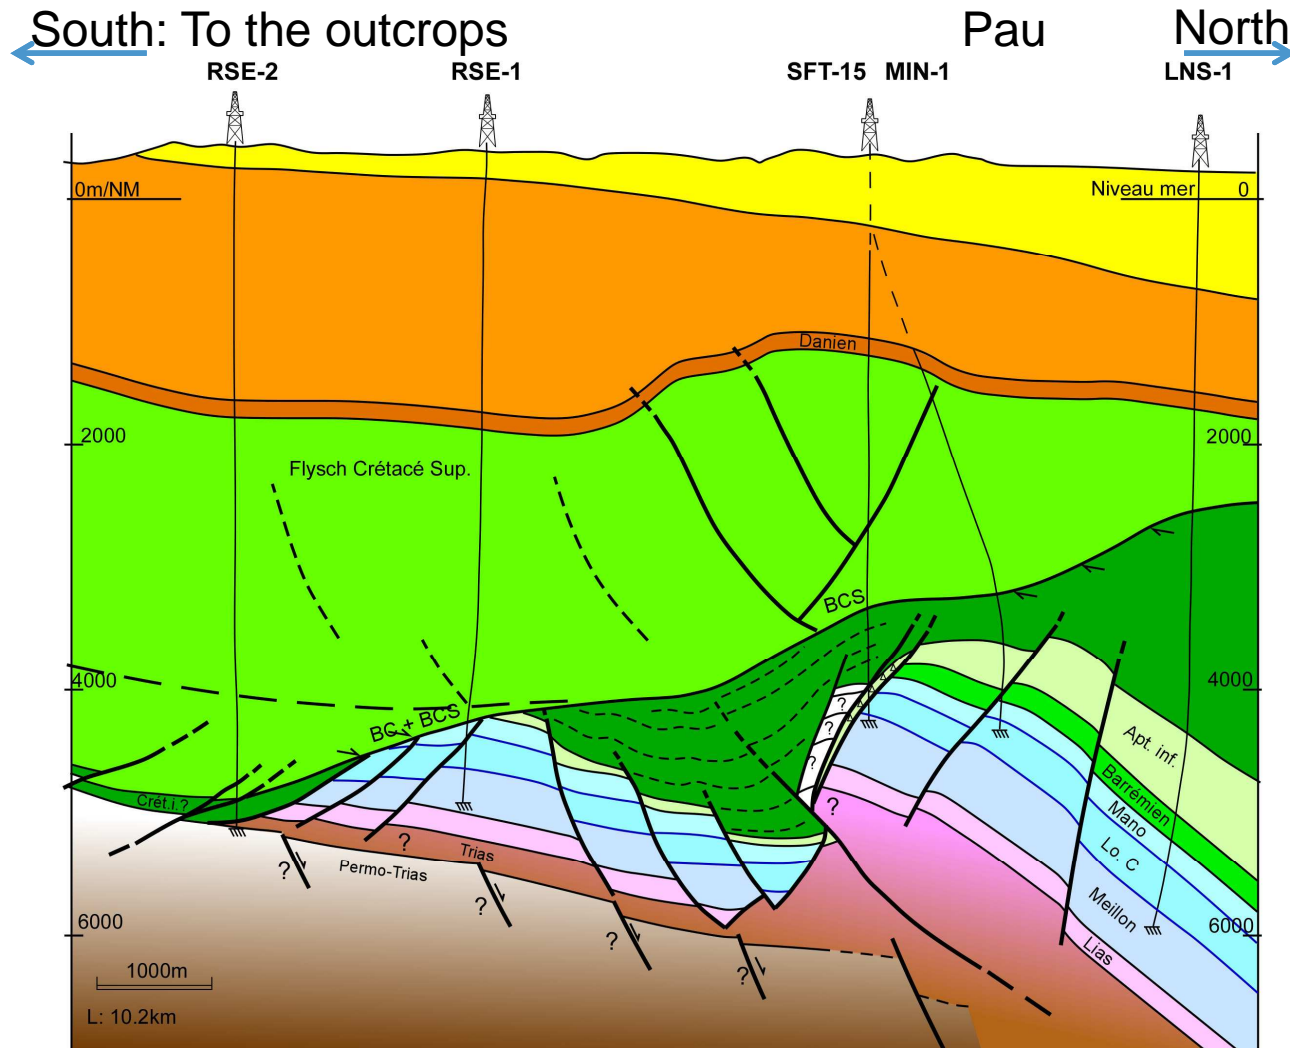 South: To the outcrops
Pau
North
RSE-2
RSE-1
SFT-15
MIN-1
LNS-1
0m/NM
Niveau mer
0
Danien
2000
2000
Flysch Crétacé Sup.
BCS
4000
4000
BC + BCS
?
?
?
Apt. inf.
Crét.i.?
?
Barrémien
Mano
?
Trias
Lo. C
Permo-Trias
?
?
Meillon
6000
6000
?
Lias
1000m
?
L: 10.2km